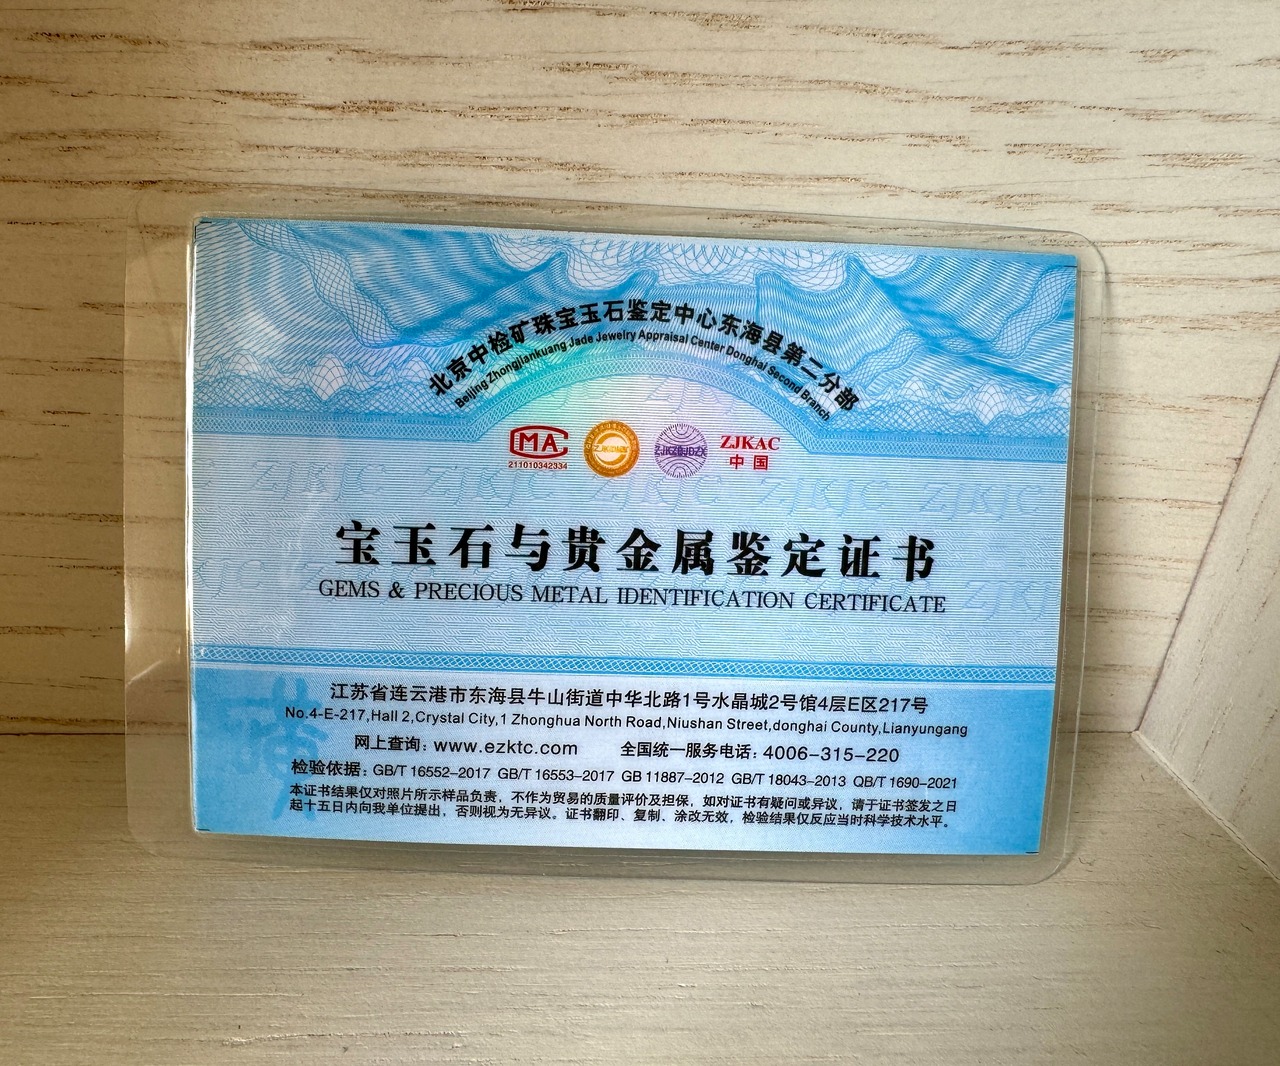 北京中检矿珠宝玉石鉴定中心东海县第二分部
Beijing Zhongjiankuang Jade Jewelry Appraisal Center Donghai Second Branch
MA
211010342334
ZJKZBJDZX
ZJKAC
中国
ZJKJC ZJKJC ZJKJC ZJKJC ZJKJC
宝玉石与贵金属鉴定证书
GEMS & PRECIOUS METAL IDENTIFICATION CERTIFICATE
江苏省连云港市东海县牛山街道中华北路1号水晶城2号馆4层E区217号
No.4-E-217,Hall 2,Crystal City,1 Zhonghua North Road,Niushan Street,donghai County,Lianyungang
网上查询: www.ezktc.com 全国统一服务电话: 4006-315-220
检验依据: GB/T 16552-2017 GB/T 16553-2017 GB 11887-2012 GB/T 18043-2013 QB/T 1690-2021
本证书结果仅对照片所示样品负责，不作为贸易的质量评价及担保，如对证书有疑问或异议，请于证书签发之日
起十五日内向我单位提出，否则视为无异议。证书翻印、复制、涂改无效，检验结果仅反应当时科学技术水平。